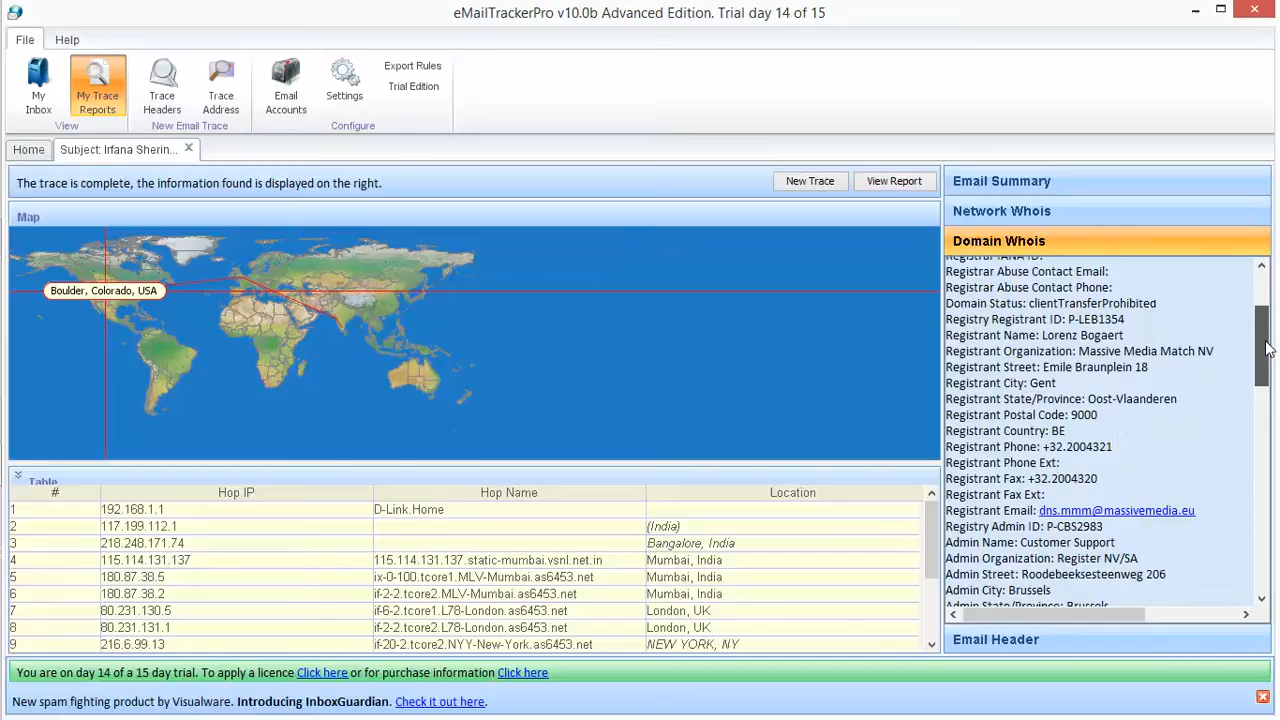 eMailTrackerPro v10.0b Advanced Edition. Trial day 14 of 15
File Help
My Inbox
My Trace Reports
Trace Headers
Trace Address
Email Accounts
Settings
Export Rules
Trial Edition
View
New Email Trace
Configure
Home
Subject: Irfana Sherin...
The trace is complete, the information found is displayed on the right.
New Trace
View Report
Map
Boulder, Colorado, USA
Table
# Hop IP Hop Name Location
1 192.168.1.1 D-Link.Home
2 117.199.112.1 (India)
3 218.248.171.74 Bangalore, India
4 115.114.131.137 115.114.131.137.static-mumbai.vsnl.net.in Mumbai, India
5 180.87.38.5 ix-0-100.tcore1.MLV-Mumbai.as6453.net Mumbai, India
6 180.87.38.2 if-2-2.tcore2.MLV-Mumbai.as6453.net Mumbai, India
7 80.231.130.5 if-6-2.tcore1.L78-London.as6453.net London, UK
8 80.231.131.1 if-2-2.tcore2.L78-London.as6453.net London, UK
9 216.6.99.13 if-20-2.tcore2.NYY-New-York.as6453.net NEW YORK, NY
Email Summary
Network Whois
Domain Whois
Registrar IANA ID:
Registrar Abuse Contact Email:
Registrar Abuse Contact Phone:
Domain Status: clientTransferProhibited
Registry Registrant ID: P-LEB1354
Registrant Name: Lorenz Bogaert
Registrant Organization: Massive Media Match NV
Registrant Street: Emile Braunplein 18
Registrant City: Gent
Registrant State/Province: Oost-Vlaanderen
Registrant Postal Code: 9000
Registrant Country: BE
Registrant Phone: +32.2004321
Registrant Phone Ext:
Registrant Fax: +32.2004320
Registrant Fax Ext:
Registrant Email: dns.mmm@massivemedia.eu
Registry Admin ID: P-CBS2983
Admin Name: Customer Support
Admin Organization: Register NV/SA
Admin Street: Roodebeeksteenweg 206
Admin City: Brussels
Admin State/Province: Brussels
Email Header
You are on day 14 of a 15 day trial. To apply a licence Click here or for purchase information Click here
New spam fighting product by Visualware. Introducing InboxGuardian. Check it out here.